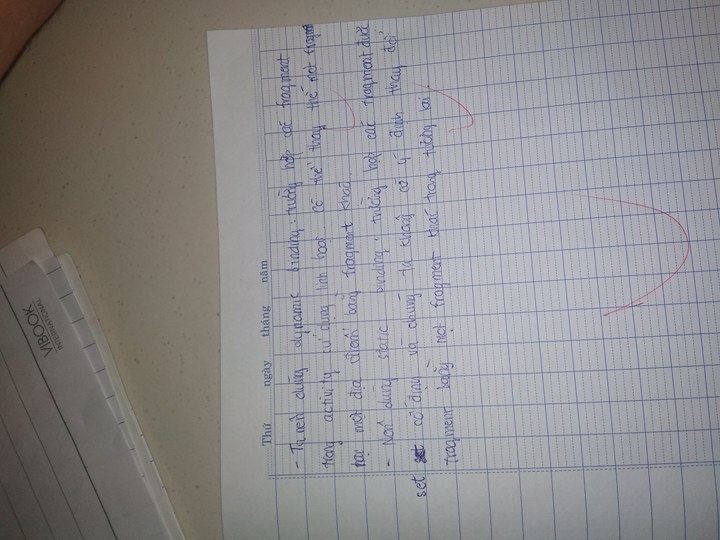 VIBOOK
INTERNATIONAL
Thứ ngày tháng năm
- Ta nên dùng dynamic binding trường hợp các fragment
trong activity sử dụng linh hoạt. Có thể thay thế một fragment
tại một địa điểm bằng fragment khác.
- Nên dùng static binding, trường hợp các fragment được
set cố định và chúng ta không có ý định thay đổi
fragment bằng một fragment khác trong tương lai.